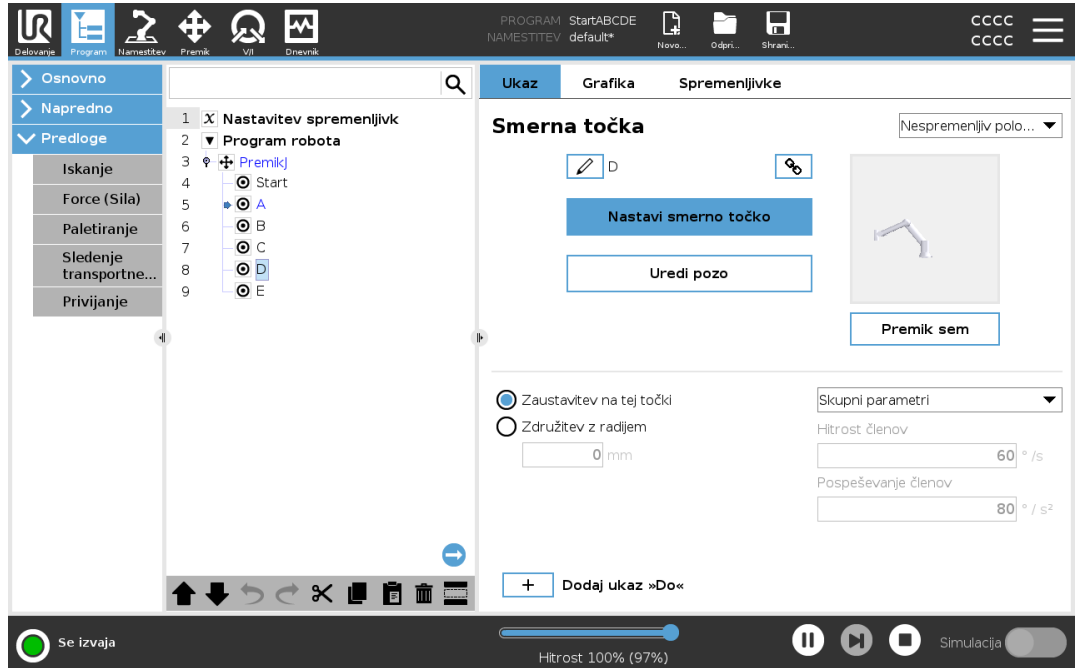 PROGRAM StartABCDE
NAMESTITEV default*
CCCC
CCCC
Delovanje Program Namestitev Premik V/I Dnevnik Novo... Odpri... Shrani...
Osnovno
Napredno
Predloge
Iskanje
Force (Sila)
Paletiranje
Sledenje
transportne...
Privijanje
1 Nastavitev spremenljivk
2 Program robota
3 PremikJ
4 Start
5 A
6 B
7 C
8 D
9 E
Ukaz Grafika Spremenljivke
Smerna točka
Nespremenljiv polo...
D
Nastavi smerno točko
Uredi pozo
Premik sem
Zaustavitev na tej točki
Združitev z radijem
0 mm
Skupni parametri
Hitrost členov
60 ° /s
Pospeševanje členov
80 ° / s²
+ Dodaj ukaz »Do«
Se izvaja
Hitrost 100% (97%)
Simulacija